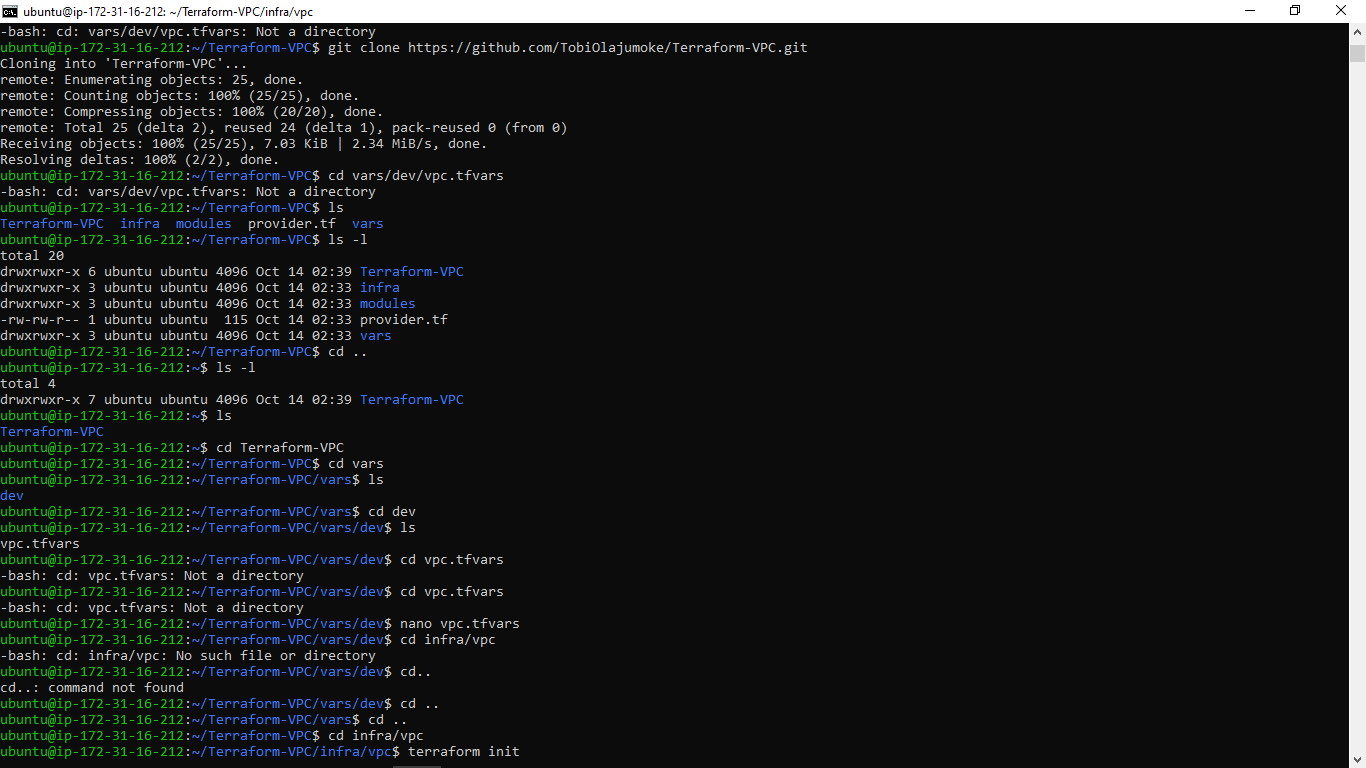 ubuntu@ip-172-31-16-212: ~/Terraform-VPC/infra/vpc
-bash: cd: vars/dev/vpc.tfvars: Not a directory
ubuntu@ip-172-31-16-212:~/Terraform-VPC$ git clone https://github.com/TobiOlajumoke/Terraform-VPC.git
Cloning into 'Terraform-VPC'...
remote: Enumerating objects: 25, done.
remote: Counting objects: 100% (25/25), done.
remote: Compressing objects: 100% (20/20), done.
remote: Total 25 (delta 2), reused 24 (delta 1), pack-reused 0 (from 0)
Receiving objects: 100% (25/25), 7.03 KiB | 2.34 MiB/s, done.
Resolving deltas: 100% (2/2), done.
ubuntu@ip-172-31-16-212:~/Terraform-VPC$ cd vars/dev/vpc.tfvars
-bash: cd: vars/dev/vpc.tfvars: Not a directory
ubuntu@ip-172-31-16-212:~/Terraform-VPC$ ls
Terraform-VPC  infra  modules  provider.tf  vars
ubuntu@ip-172-31-16-212:~/Terraform-VPC$ ls -l
total 20
drwxrwxr-x 6 ubuntu ubuntu 4096 Oct 14 02:39 Terraform-VPC
drwxrwxr-x 3 ubuntu ubuntu 4096 Oct 14 02:33 infra
drwxrwxr-x 3 ubuntu ubuntu 4096 Oct 14 02:33 modules
-rw-rw-r-- 1 ubuntu ubuntu  115 Oct 14 02:33 provider.tf
drwxrwxr-x 3 ubuntu ubuntu 4096 Oct 14 02:33 vars
ubuntu@ip-172-31-16-212:~/Terraform-VPC$ cd ..
ubuntu@ip-172-31-16-212:~$ ls -l
total 4
drwxrwxr-x 7 ubuntu ubuntu 4096 Oct 14 02:39 Terraform-VPC
ubuntu@ip-172-31-16-212:~$ ls
Terraform-VPC
ubuntu@ip-172-31-16-212:~$ cd Terraform-VPC
ubuntu@ip-172-31-16-212:~/Terraform-VPC$ cd vars
ubuntu@ip-172-31-16-212:~/Terraform-VPC/vars$ ls
dev
ubuntu@ip-172-31-16-212:~/Terraform-VPC/vars$ cd dev
ubuntu@ip-172-31-16-212:~/Terraform-VPC/vars/dev$ ls
vpc.tfvars
ubuntu@ip-172-31-16-212:~/Terraform-VPC/vars/dev$ cd vpc.tfvars
-bash: cd: vpc.tfvars: Not a directory
ubuntu@ip-172-31-16-212:~/Terraform-VPC/vars/dev$ cd vpc.tfvars
-bash: cd: vpc.tfvars: Not a directory
ubuntu@ip-172-31-16-212:~/Terraform-VPC/vars/dev$ nano vpc.tfvars
ubuntu@ip-172-31-16-212:~/Terraform-VPC/vars/dev$ cd infra/vpc
-bash: cd: infra/vpc: No such file or directory
ubuntu@ip-172-31-16-212:~/Terraform-VPC/vars/dev$ cd..
cd..: command not found
ubuntu@ip-172-31-16-212:~/Terraform-VPC/vars/dev$ cd ..
ubuntu@ip-172-31-16-212:~/Terraform-VPC/vars$ cd ..
ubuntu@ip-172-31-16-212:~/Terraform-VPC$ cd infra/vpc
ubuntu@ip-172-31-16-212:~/Terraform-VPC/infra/vpc$ terraform init